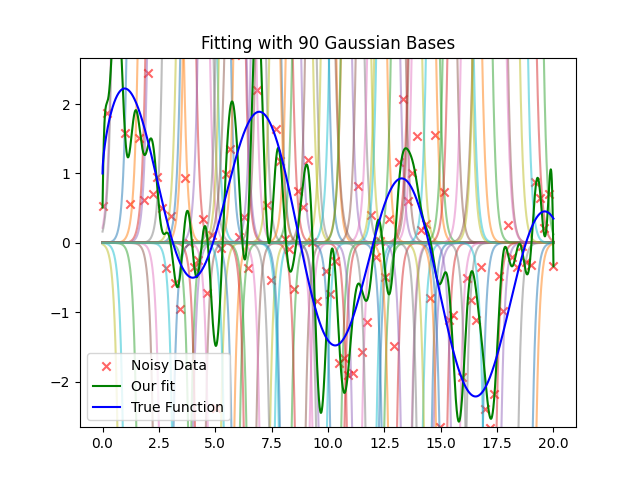 Fitting with 90 Gaussian Bases
2
1
0
−1
−2
Noisy Data
Our fit
True Function
0.0 2.5 5.0 7.5 10.0 12.5 15.0 17.5 20.0